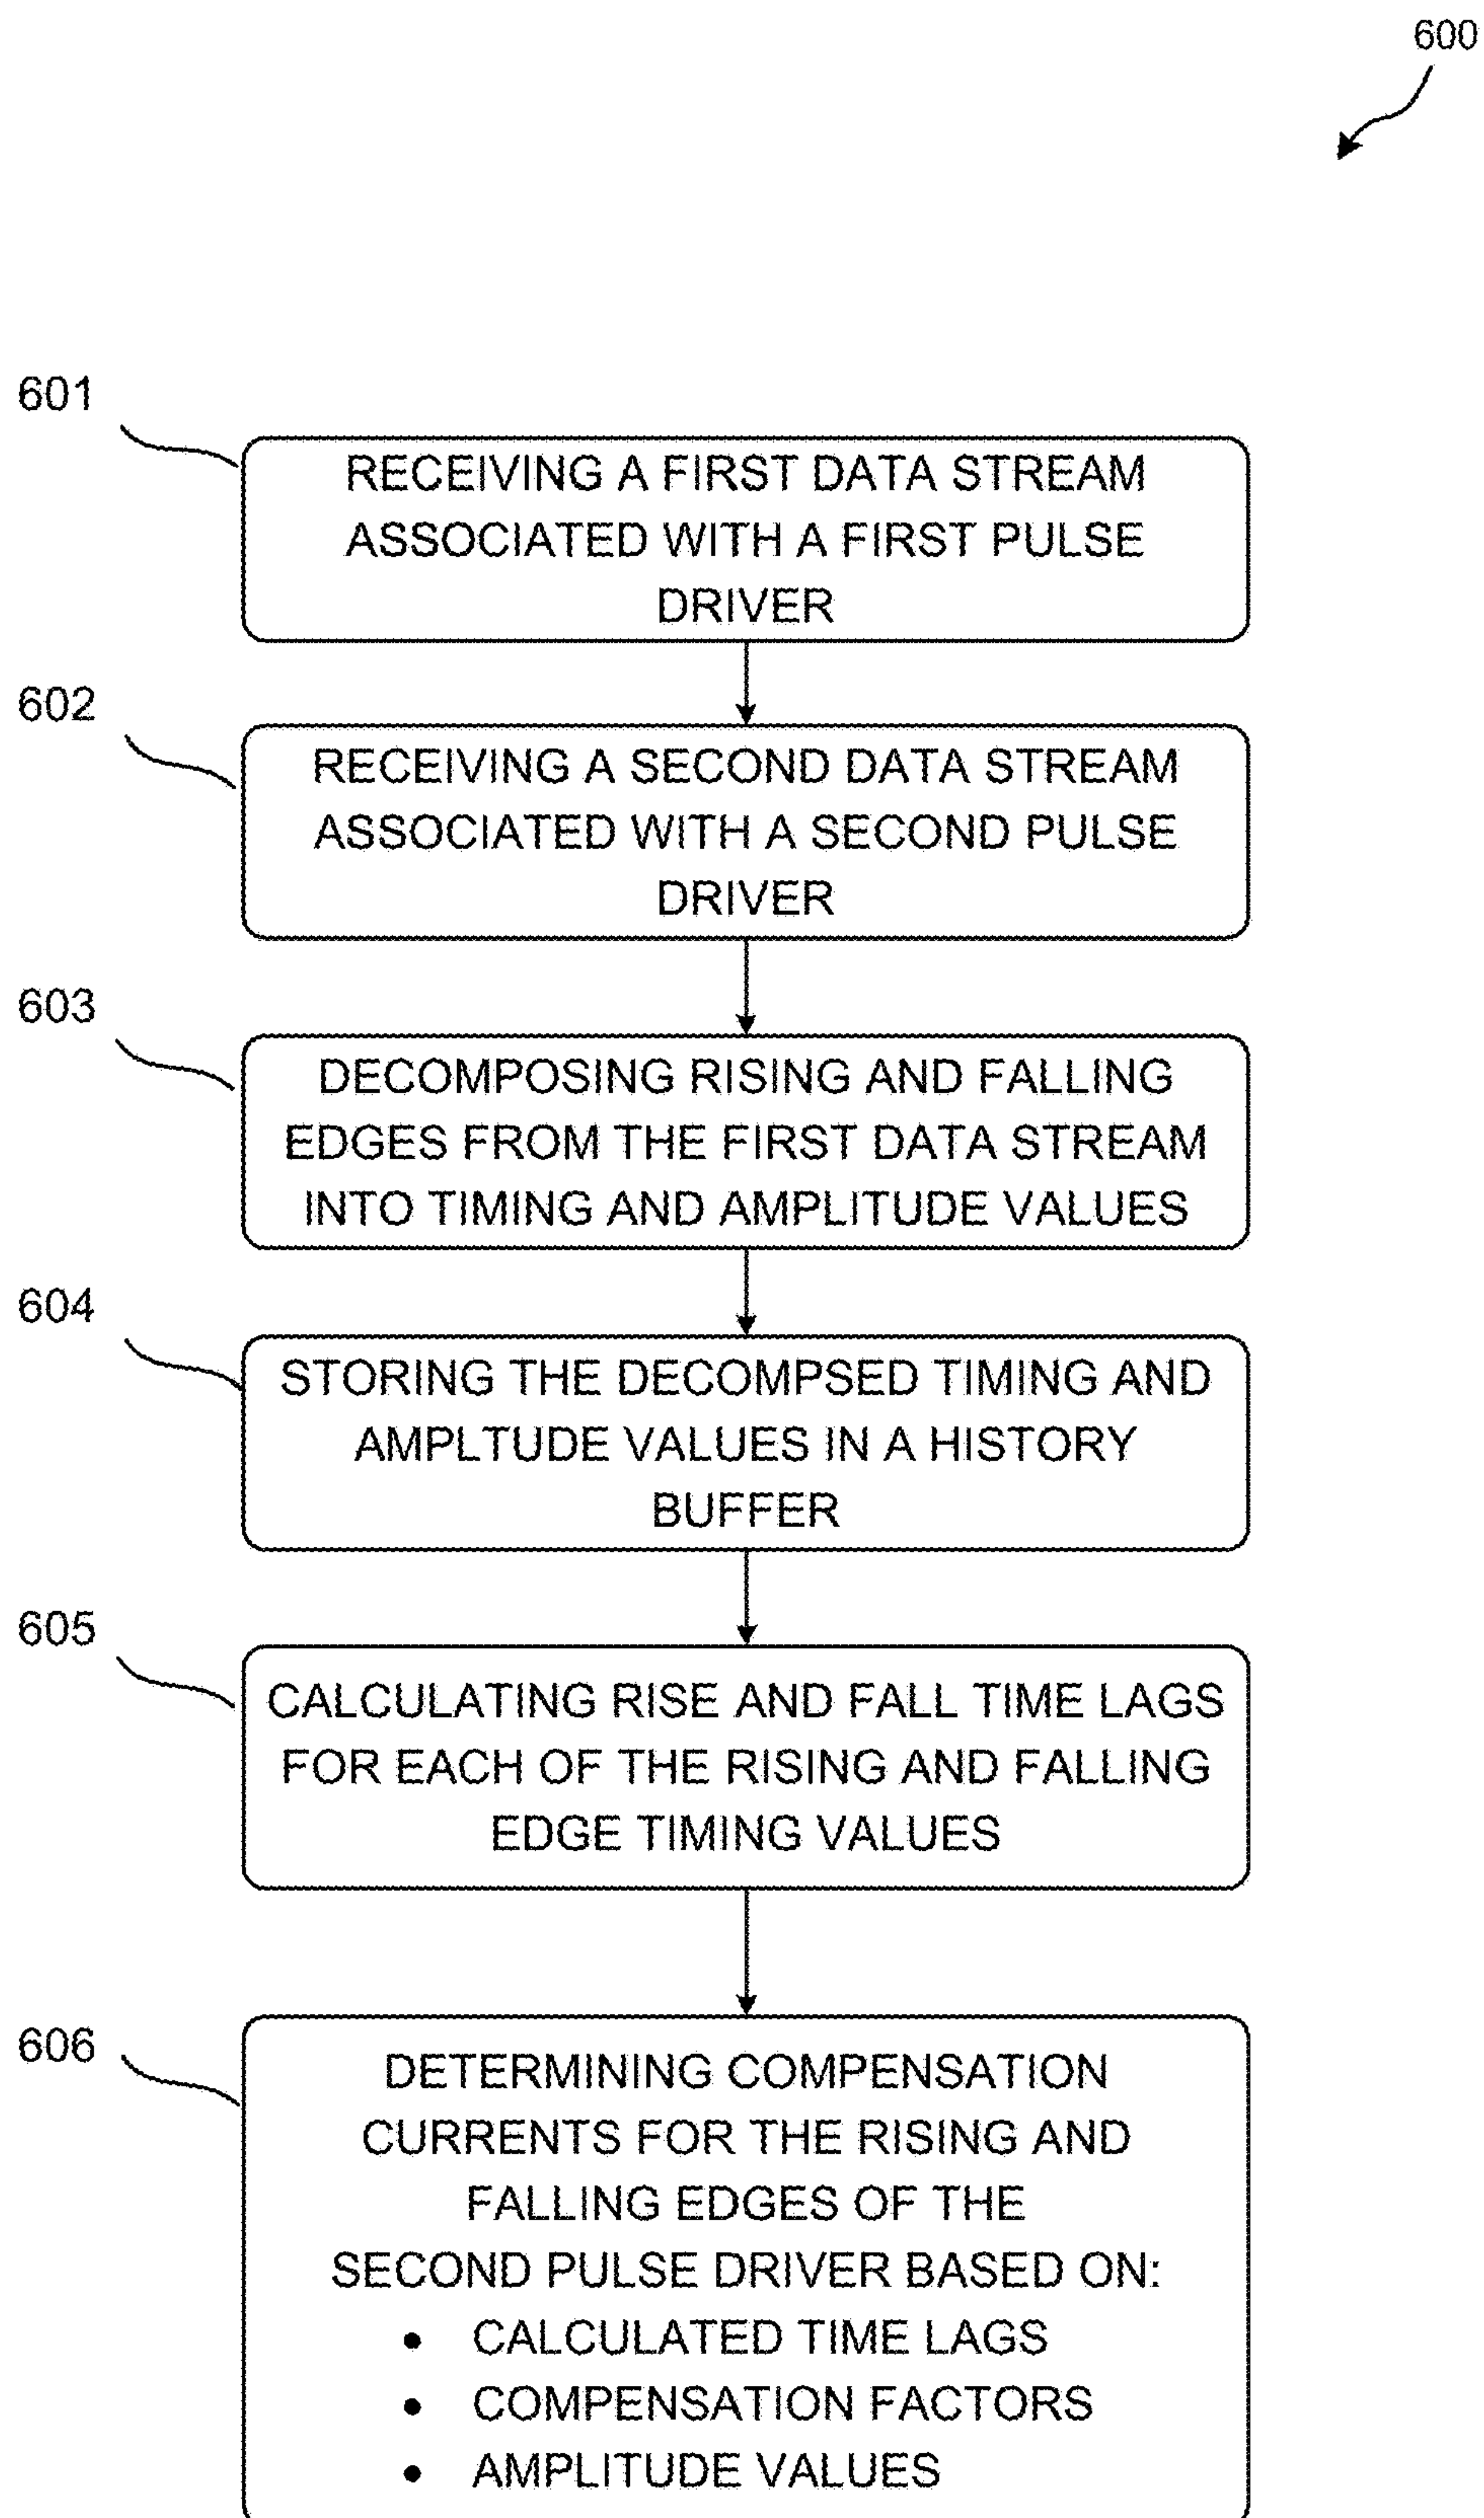 600
601
RECEIVING A FIRST DATA STREAM
ASSOCIATED WITH A FIRST PULSE
DRIVER
602
RECEIVING A SECOND DATA STREAM
ASSOCIATED WITH A SECOND PULSE
DRIVER
603
DECOMPOSING RISING AND FALLING
EDGES FROM THE FIRST DATA STREAM
INTO TIMING AND AMPLITUDE VALUES
604
STORING THE DECOMPSED TIMING AND
AMPLTUDE VALUES IN A HISTORY
BUFFER
605
CALCULATING RISE AND FALL TIME LAGS
FOR EACH OF THE RISING AND FALLING
EDGE TIMING VALUES
606
DETERMINING COMPENSATION
CURRENTS FOR THE RISING AND
FALLING EDGES OF THE
SECOND PULSE DRIVER BASED ON:
• CALCULATED TIME LAGS
• COMPENSATION FACTORS
• AMPLITUDE VALUES